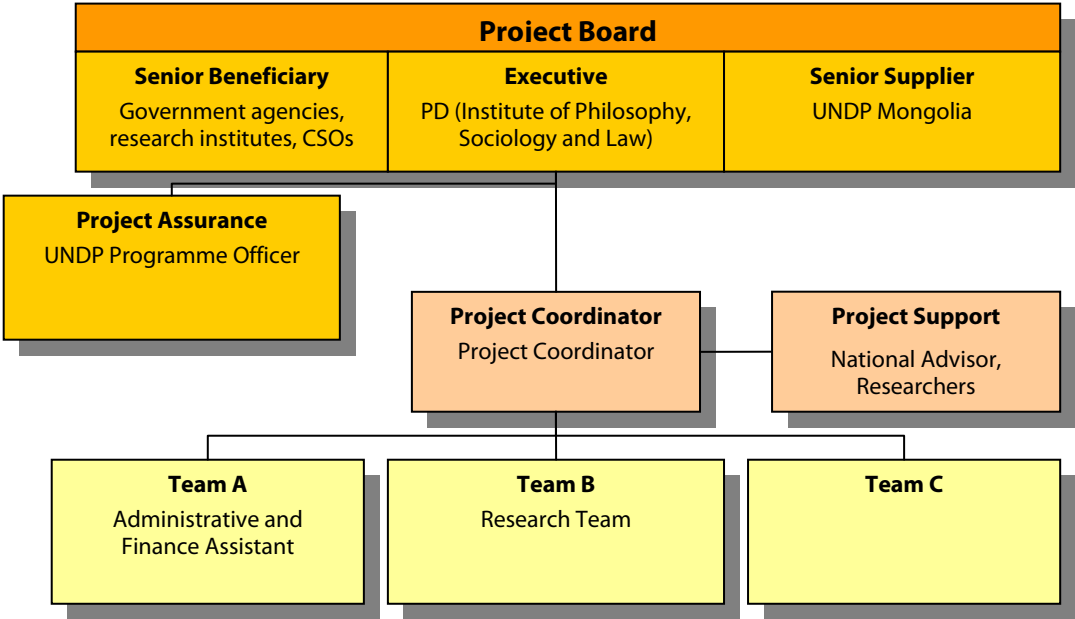 Project Board
Senior Beneficiary
Government agencies,
research institutes, CSOs
Executive
PD (Institute of Philosophy,
Sociology and Law)
Senior Supplier
UNDP Mongolia
Project Assurance
UNDP Programme Officer
Project Coordinator
Project Coordinator
Project Support
National Advisor,
Researchers
Team A
Administrative and
Finance Assistant
Team B
Research Team
Team C